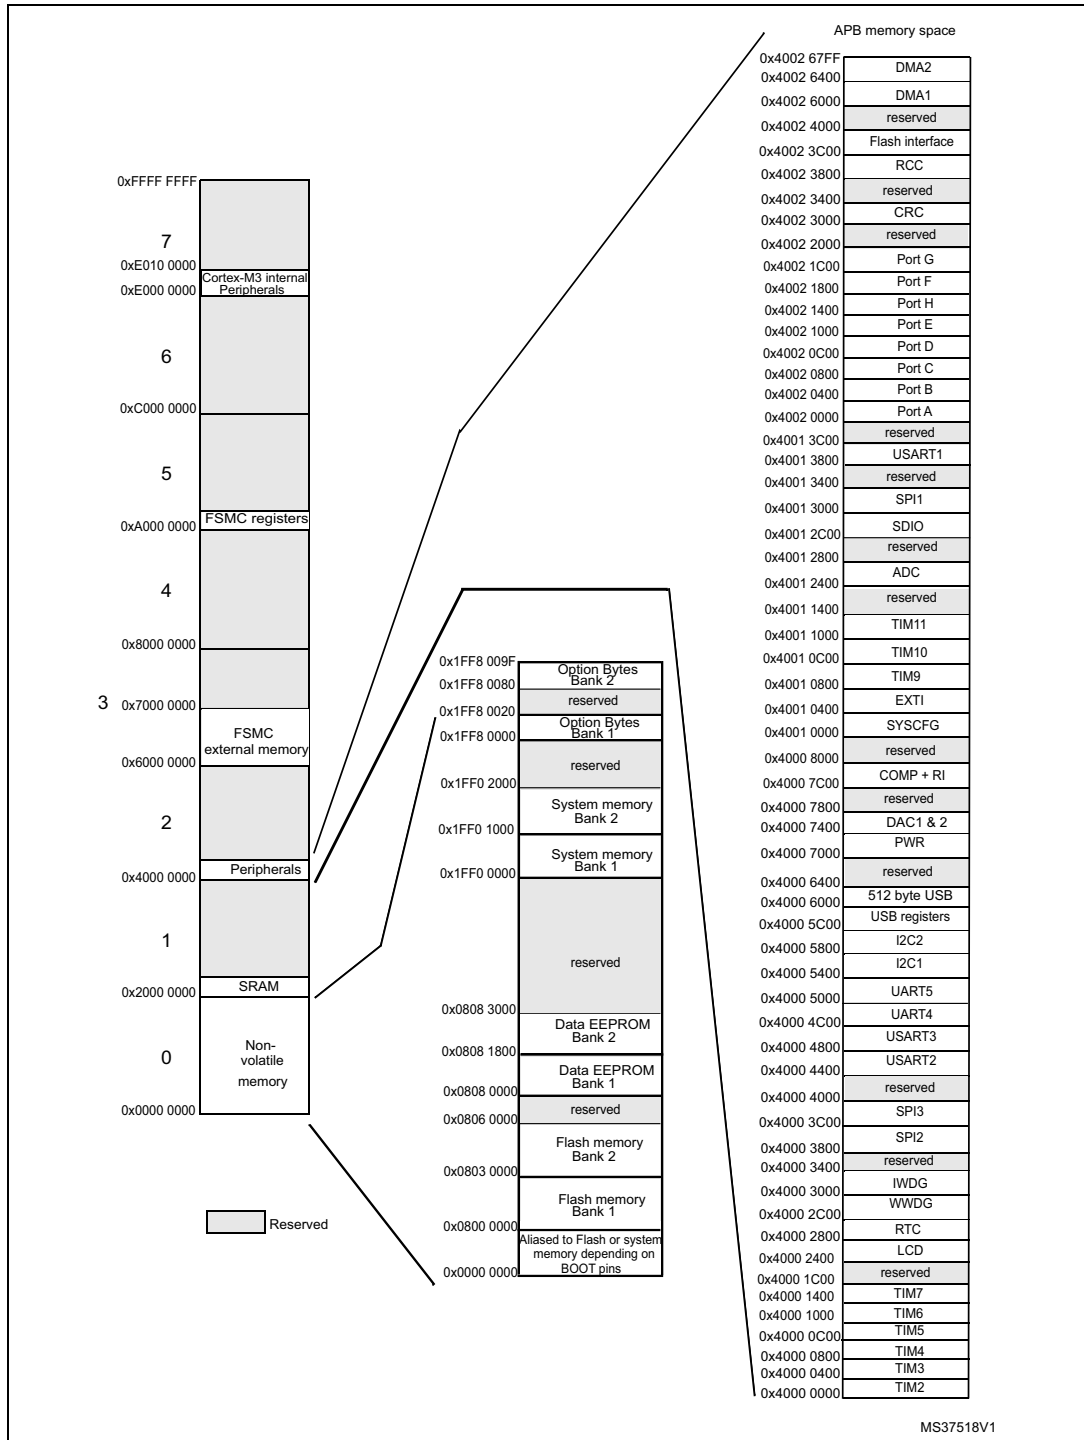 APB memory space
0xFFFF FFFF
7
0xE010 0000
Cortex-M3 internal
Peripherals
0xE000 0000
6
0xC000 0000
5
FSMC registers
0xA000 0000
4
0x8000 0000
3
0x7000 0000
FSMC
external memory
0x6000 0000
2
Peripherals
0x4000 0000
1
SRAM
0x2000 0000
0
Non-
volatile
memory
0x0000 0000
Reserved
0x1FF8 009F
Option Bytes
Bank 2
0x1FF8 0080
reserved
0x1FF8 0020
Option Bytes
Bank 1
0x1FF8 0000
reserved
0x1FF0 2000
System memory
Bank 2
0x1FF0 1000
System memory
Bank 1
0x1FF0 0000
reserved
0x0808 3000
Data EEPROM
Bank 2
0x0808 1800
Data EEPROM
Bank 1
0x0808 0000
reserved
0x0806 0000
Flash memory
Bank 2
0x0803 0000
Flash memory
Bank 1
0x0800 0000
Aliased to Flash or system
memory depending on
BOOT pins
0x0000 0000
0x4002 67FF
DMA2
0x4002 6400
DMA1
0x4002 6000
reserved
0x4002 4000
Flash interface
0x4002 3C00
RCC
0x4002 3800
reserved
0x4002 3400
CRC
0x4002 3000
reserved
0x4002 2000
Port G
0x4002 1C00
Port F
0x4002 1800
Port H
0x4002 1400
Port E
0x4002 1000
Port D
0x4002 0C00
Port C
0x4002 0800
Port B
0x4002 0400
Port A
0x4002 0000
reserved
0x4001 3C00
USART1
0x4001 3800
reserved
0x4001 3400
SPI1
0x4001 3000
SDIO
0x4001 2C00
reserved
0x4001 2800
ADC
0x4001 2400
reserved
0x4001 1400
TIM11
0x4001 1000
TIM10
0x4001 0C00
TIM9
0x4001 0800
EXTI
0x4001 0400
SYSCFG
0x4001 0000
reserved
0x4000 8000
COMP + RI
0x4000 7C00
reserved
0x4000 7800
DAC1 & 2
0x4000 7400
PWR
0x4000 7000
reserved
0x4000 6400
512 byte USB
0x4000 6000
USB registers
0x4000 5C00
I2C2
0x4000 5800
I2C1
0x4000 5400
UART5
0x4000 5000
UART4
0x4000 4C00
USART3
0x4000 4800
USART2
0x4000 4400
reserved
0x4000 4000
SPI3
0x4000 3C00
SPI2
0x4000 3800
reserved
0x4000 3400
IWDG
0x4000 3000
WWDG
0x4000 2C00
RTC
0x4000 2800
LCD
0x4000 2400
reserved
0x4000 1C00
TIM7
0x4000 1400
TIM6
0x4000 1000
TIM5
0x4000 0C00
TIM4
0x4000 0800
TIM3
0x4000 0400
TIM2
0x4000 0000
MS37518V1